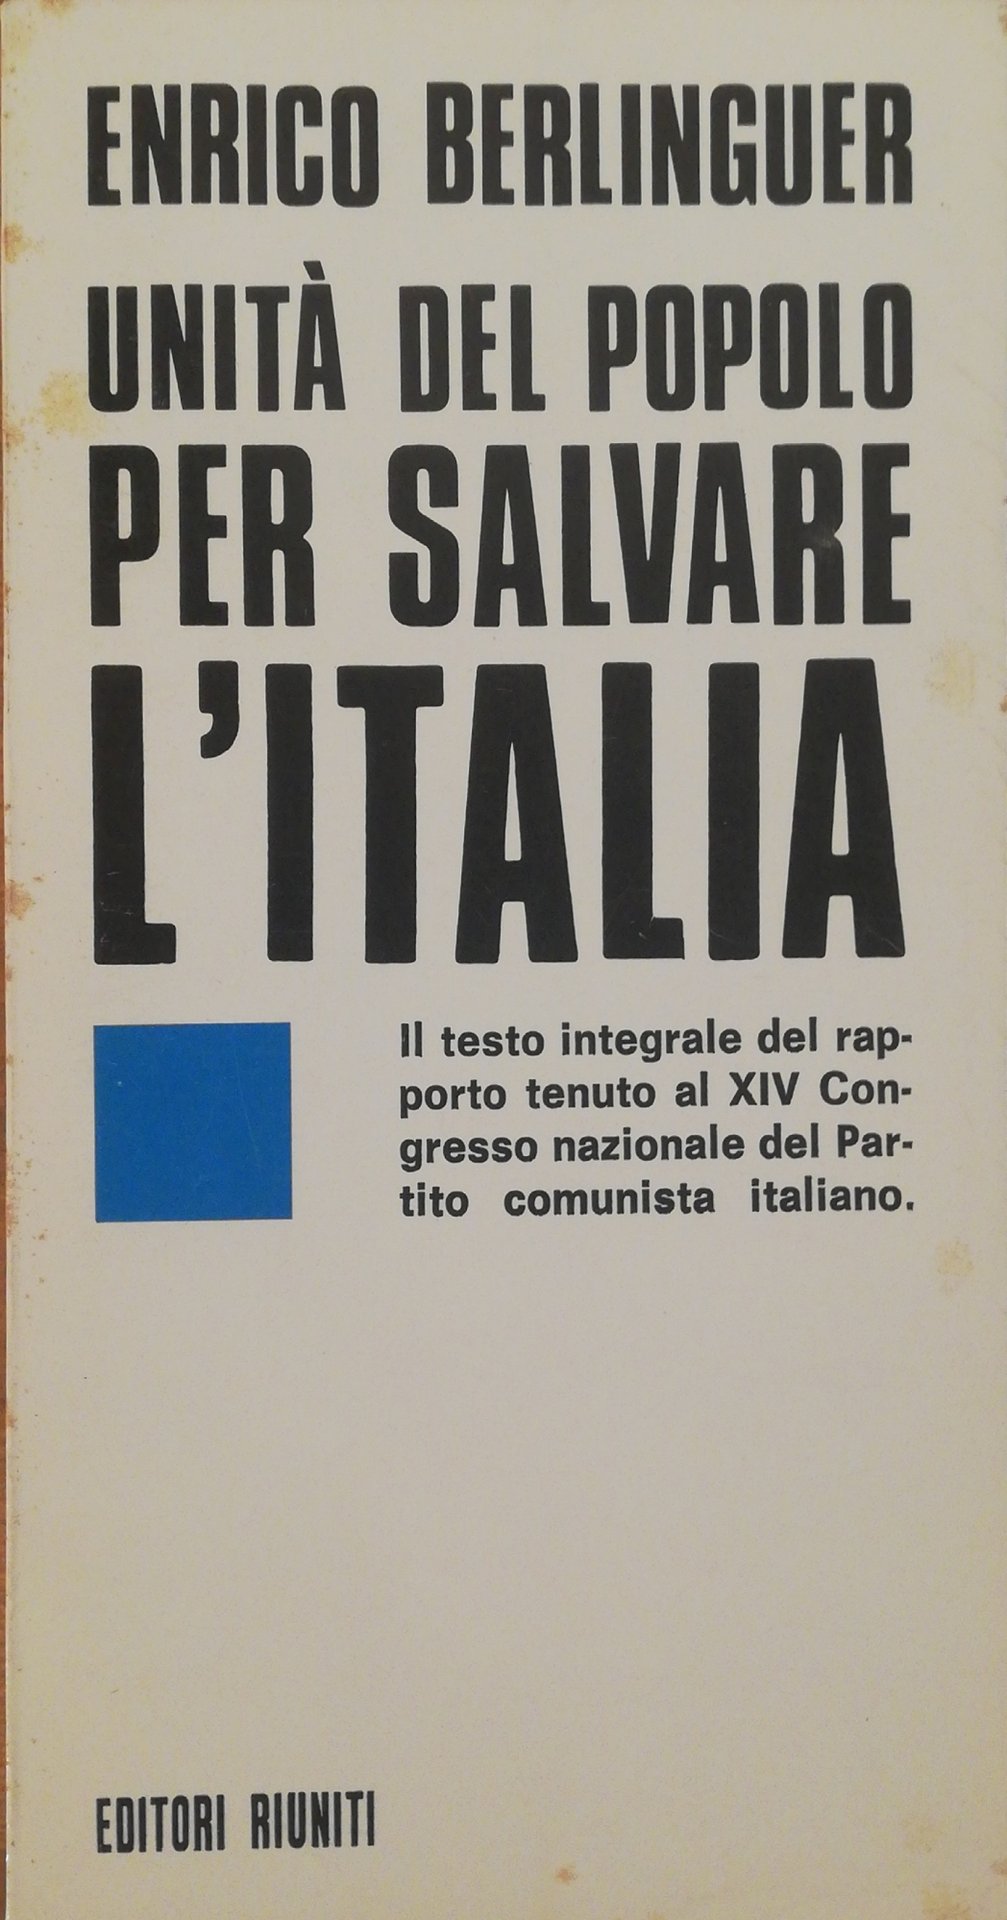 ENRICO BERLINGUER
UNITÀ DEL POPOLO
PER SALVARE
L'ITALIA
Il testo integrale del rap-
porto tenuto al XIV Con-
gresso nazionale del Par-
tito comunista italiano.
EDITORI RIUNITI